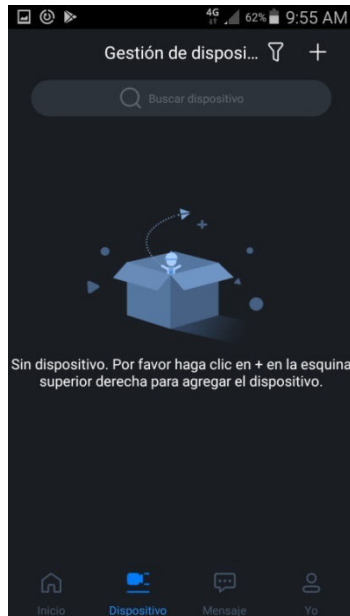 4G 62% 9:55 AM
Gestión de disposi...
Buscar dispositivo
Sin dispositivo. Por favor haga clic en + en la esquina
superior derecha para agregar el dispositivo.
Inicio Dispositivo Mensaje Yo